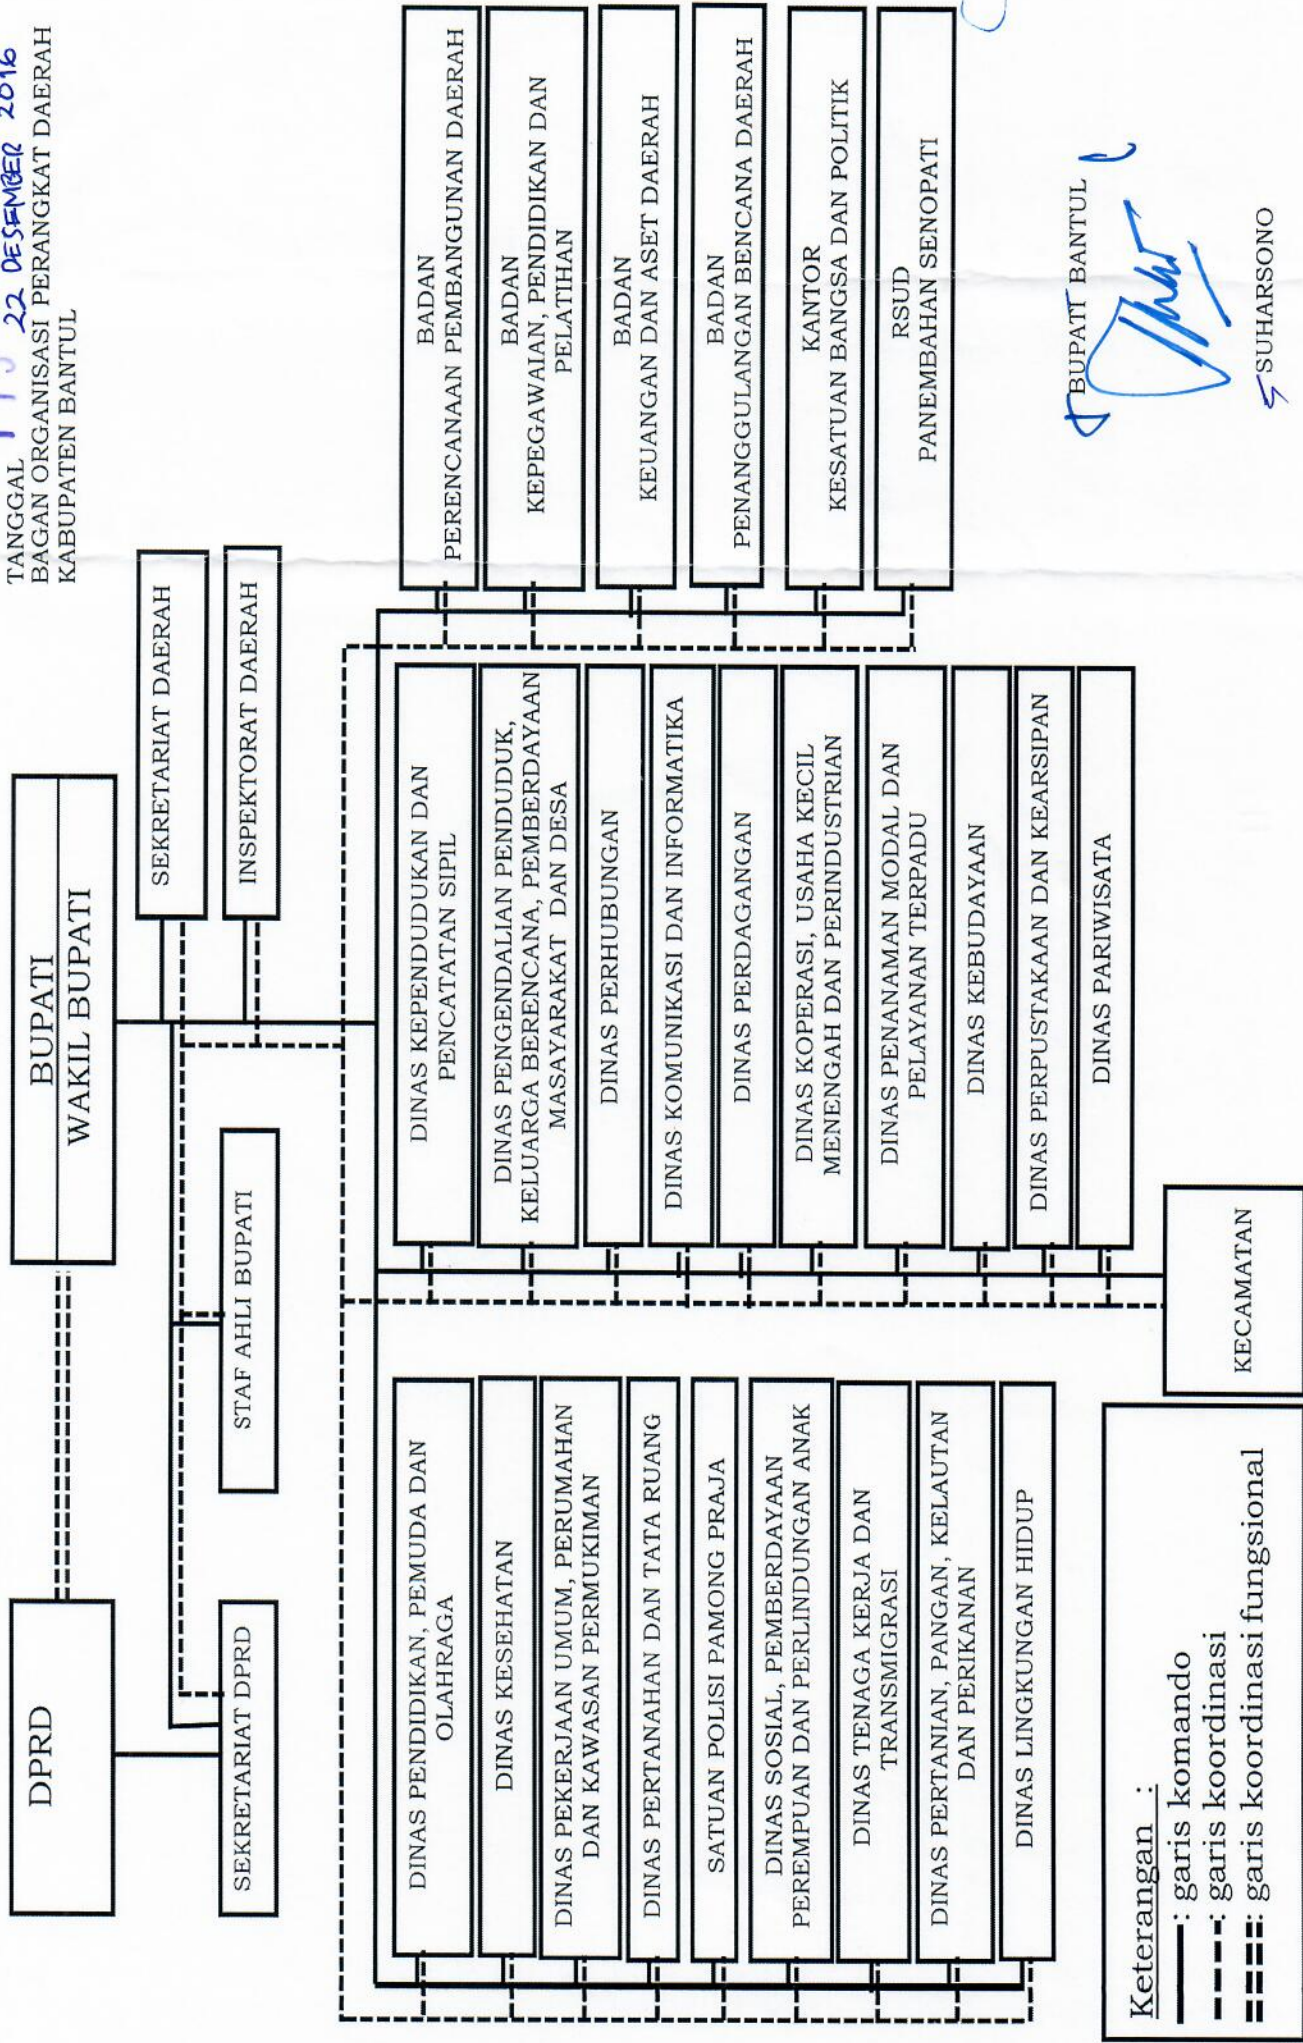 TANGGAL 22 DESEMBER 2016
BAGAN ORGANISASI PERANGKAT DAERAH
KABUPATEN BANTUL
DPRD
BUPATI
WAKIL BUPATI
SEKRETARIAT DAERAH
INSPEKTORAT DAERAH
SEKRETARIAT DPRD
STAF AHLI BUPATI
DINAS PENDIDIKAN, PEMUDA DAN
OLAHRAGA
DINAS KESEHATAN
DINAS PEKERJAAN UMUM, PERUMAHAN
DAN KAWASAN PERMUKIMAN
DINAS PERTANAHAN DAN TATA RUANG
SATUAN POLISI PAMONG PRAJA
DINAS SOSIAL, PEMBERDAYAAN
PEREMPUAN DAN PERLINDUNGAN ANAK
DINAS TENAGA KERJA DAN
TRANSMIGRASI
DINAS PERTANIAN, PANGAN, KELAUTAN
DAN PERIKANAN
DINAS LINGKUNGAN HIDUP
DINAS KEPENDUDUKAN DAN
PENCATATAN SIPIL
DINAS PENGENDALIAN PENDUDUK,
KELUARGA BERENCANA, PEMBERDAYAAN
MASAYARAKAT DAN DESA
DINAS PERHUBUNGAN
DINAS KOMUNIKASI DAN INFORMATIKA
DINAS PERDAGANGAN
DINAS KOPERASI, USAHA KECIL
MENENGAH DAN PERINDUSTRIAN
DINAS PENANAMAN MODAL DAN
PELAYANAN TERPADU
DINAS KEBUDAYAAN
DINAS PERPUSTAKAAN DAN KEARSIPAN
DINAS PARIWISATA
BADAN
PERENCANAAN PEMBANGUNAN DAERAH
BADAN
KEPEGAWAIAN, PENDIDIKAN DAN
PELATIHAN
BADAN
KEUANGAN DAN ASET DAERAH
BADAN
PENANGGULANGAN BENCANA DAERAH
KANTOR
KESATUAN BANGSA DAN POLITIK
RSUD
PANEMBAHAN SENOPATI
KECAMATAN
Keterangan :
: garis komando
: garis koordinasi
: garis koordinasi fungsional
BUPATI BANTUL
SUHARSONO